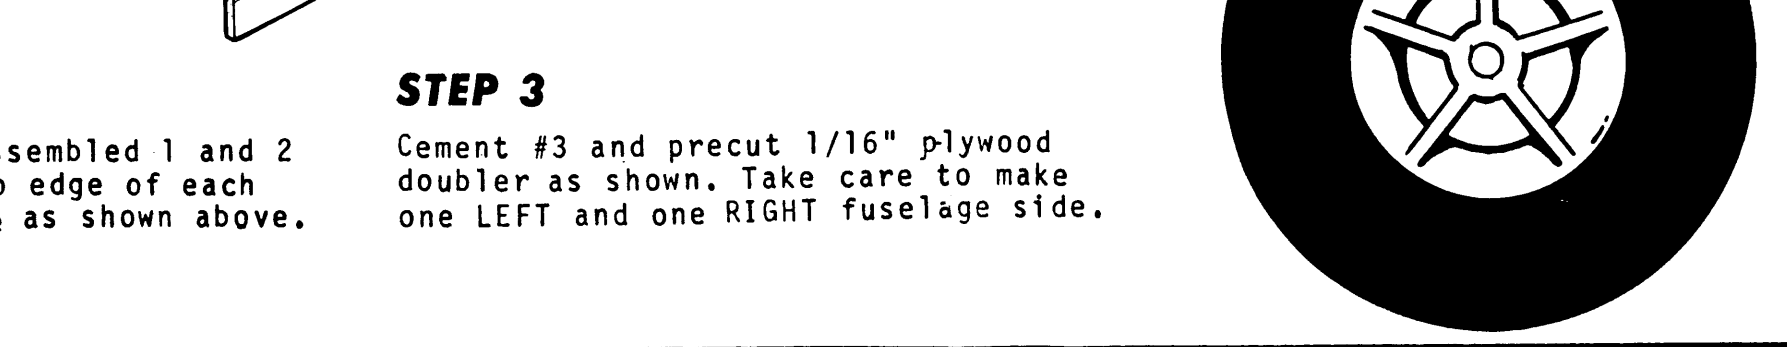 sembled 1 and 2
edge of each
as shown above.
STEP 3
Cement #3 and precut 1/16" plywood
doubler as shown. Take care to make
one LEFT and one RIGHT fuselage side.